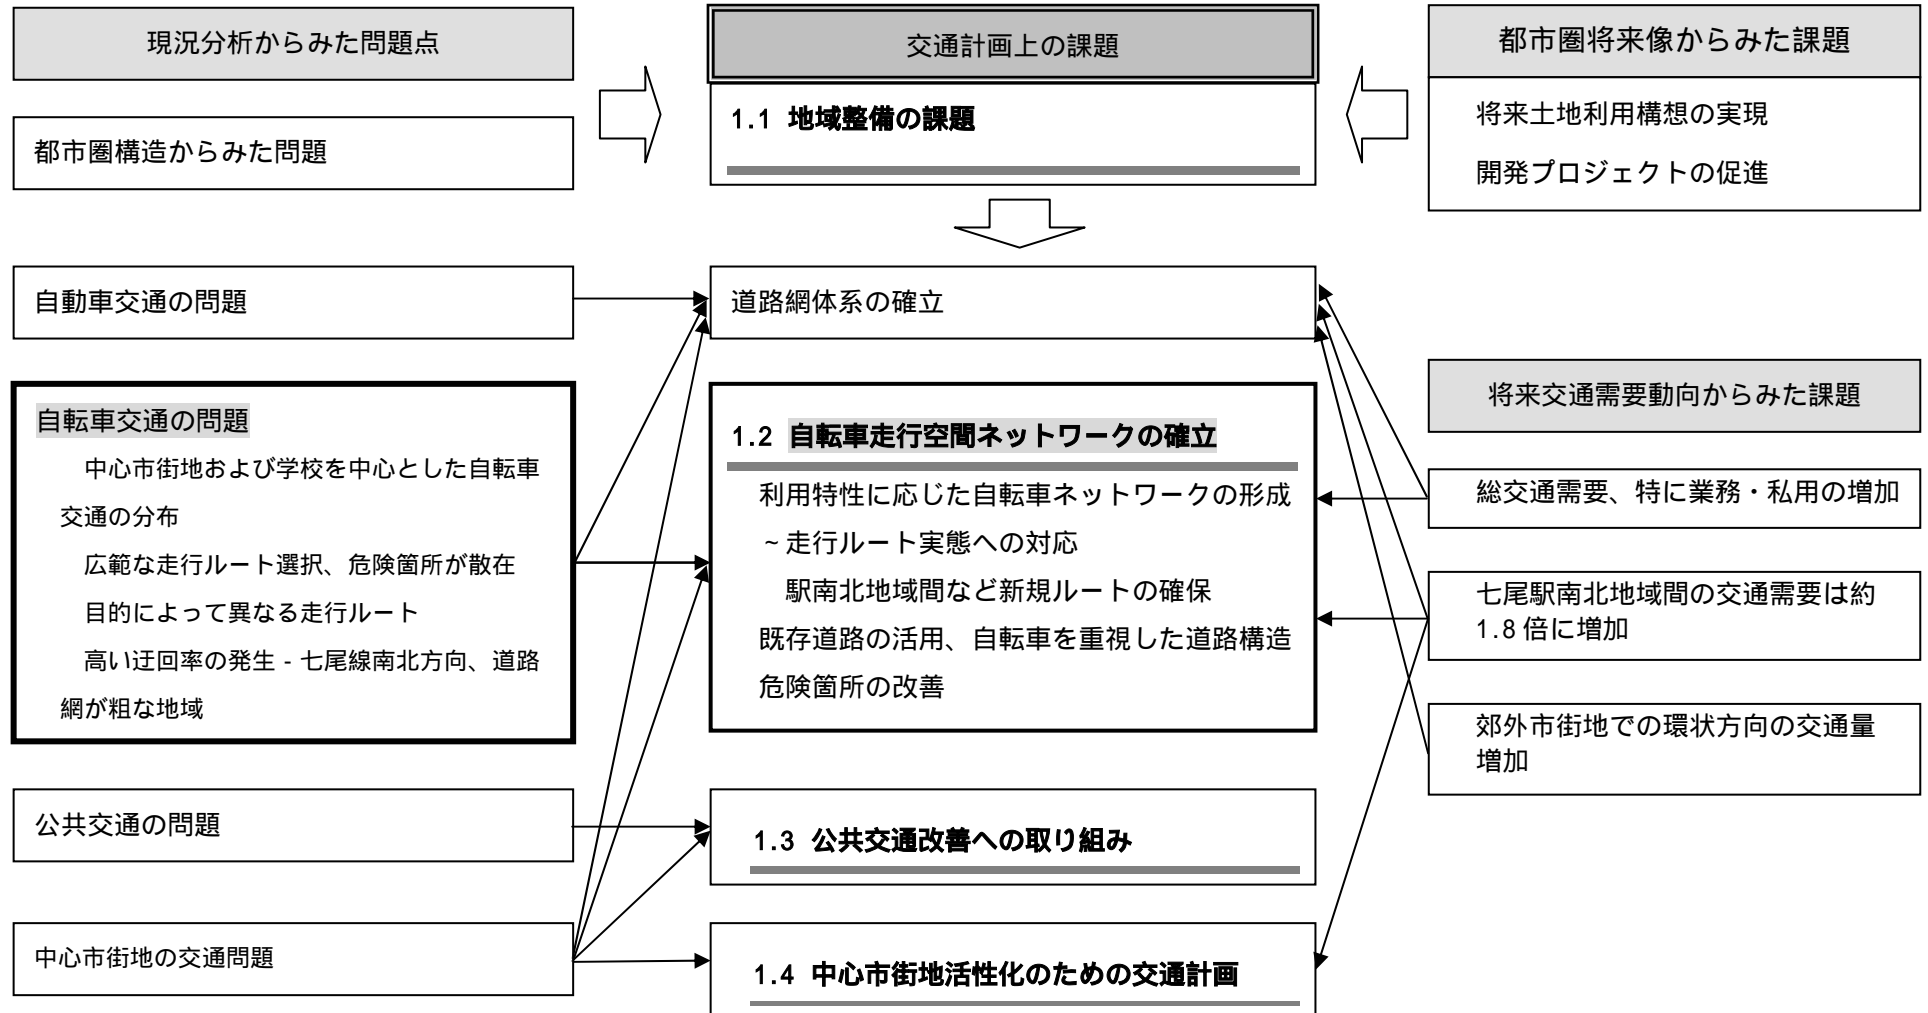 現況分析からみた問題点
都市圏構造からみた問題
自動車交通の問題
自転車交通の問題
中心市街地および学校を中心とした自転車
交通の分布
広範な走行ルート選択、危険箇所が散在
目的によって異なる走行ルート
高い迂回率の発生 - 七尾線南北方向、道路
網が粗な地域
公共交通の問題
中心市街地の交通問題
交通計画上の課題
1.1 地域整備の課題
道路網体系の確立
1.2 自転車走行空間ネットワークの確立
利用特性に応じた自転車ネットワークの形成
~走行ルート実態への対応
駅南北地域間など新規ルートの確保
既存道路の活用、自転車を重視した道路構造
危険箇所の改善
1.3 公共交通改善への取り組み
1.4 中心市街地活性化のための交通計画
都市圏将来像からみた課題
将来土地利用構想の実現
開発プロジェクトの促進
将来交通需要動向からみた課題
総交通需要、特に業務・私用の増加
七尾駅南北地域間の交通需要は約
1.8倍に増加
郊外市街地での環状方向の交通量
増加